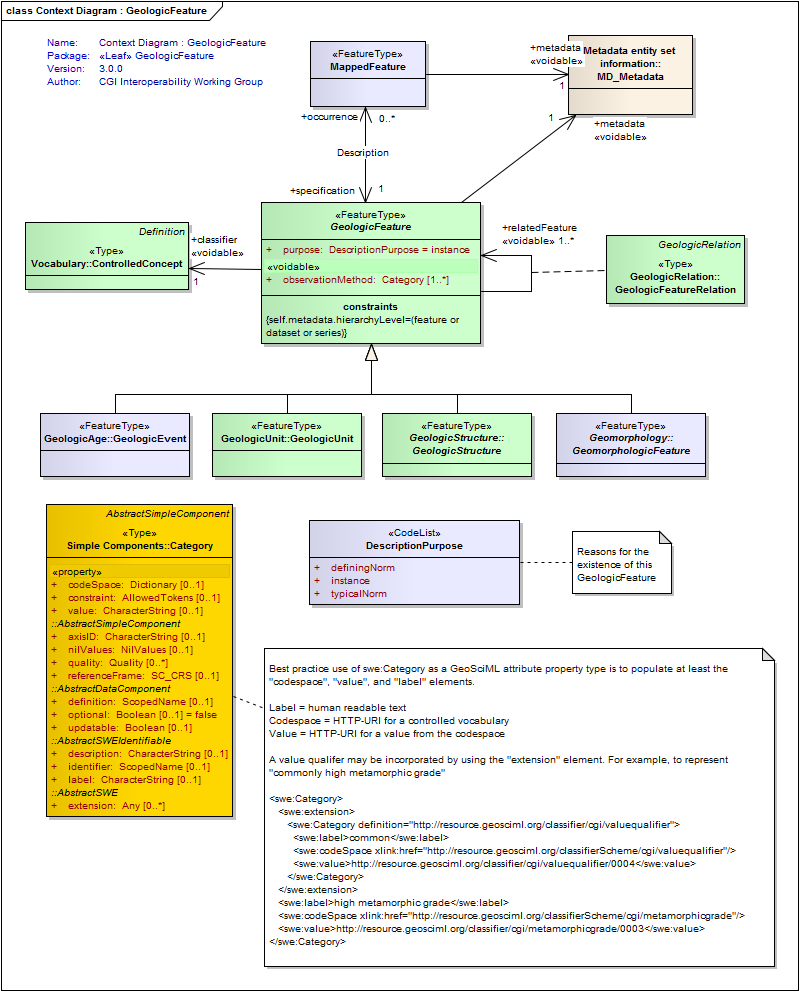 class Context Diagram : GeologicFeature
Name: Context Diagram : GeologicFeature
Package: «Leaf» GeologicFeature
Version: 3.0.0
Author: CGI Interoperability Working Group
«FeatureType»
MappedFeature
+metadata
«voidable»
1
Metadata entity set
information::
MD_Metadata
+occurrence
0..*
Description
+specification
1
1
+metadata
«voidable»
«FeatureType»
GeologicFeature
+ purpose: DescriptionPurpose = instance
«voidable»
+ observationMethod: Category [1..*]
constraints
{self.metadata.hierarchyLevel=(feature or
dataset or series)}
Definition
«Type»
Vocabulary::ControlledConcept
+classifier
«voidable»
1
+relatedFeature
«voidable» 1..*
GeologicRelation
«Type»
GeologicRelation::
GeologicFeatureRelation
«FeatureType»
GeologicAge::GeologicEvent
«FeatureType»
GeologicUnit::GeologicUnit
«FeatureType»
GeologicStructure::
GeologicStructure
«FeatureType»
Geomorphology::
GeomorphologicFeature
AbstractSimpleComponent
«Type»
Simple Components::Category
«property»
+ codeSpace: Dictionary [0..1]
+ constraint: AllowedTokens [0..1]
+ value: CharacterString [0..1]
::AbstractSimpleComponent
+ axisID: CharacterString [0..1]
+ nilValues: NilValues [0..1]
+ quality: Quality [0..*]
+ referenceFrame: SC_CRS [0..1]
::AbstractDataComponent
+ definition: ScopedName [0..1]
+ optional: Boolean [0..1] = false
+ updatable: Boolean [0..1]
::AbstractSWEIdentifiable
+ description: CharacterString [0..1]
+ identifier: ScopedName [0..1]
+ label: CharacterString [0..1]
::AbstractSWE
+ extension: Any [0..*]
«CodeList»
DescriptionPurpose
+ definingNorm
+ instance
+ typicalNorm
Reasons for the
existence of this
GeologicFeature
Best practice use of swe:Category as a GeoSciML attribute property type is to populate at least the
"codespace", "value", and "label" elements.
Label = human readable text
Codespace = HTTP-URI for a controlled vocabulary
Value = HTTP-URI for a value from the codespace
A value qualifer may be incorporated by using the "extension" element. For example, to represent
"commonly high metamorphic grade"
<swe:Category>
<swe:extension>
<swe:Category definition="http://resource.geosciml.org/classifier/cgi/valuequalifier">
<swe:label>common</swe:label>
<swe:codeSpace xlink:href="http://resource.geosciml.org/classifierScheme/cgi/valuequalifier"/>
<swe:value>http://resource.geosciml.org/classifier/cgi/valuequalifier/0004</swe:value>
</swe:Category>
</swe:extension>
<swe:label>high metamorphic grade</swe:label>
<swe:codeSpace xlink:href="http://resource.geosciml.org/classifierScheme/cgi/metamorphicgrade"/>
<swe:value>http://resource.geosciml.org/classifier/cgi/metamorphicgrade/0003</swe:value>
</swe:Category>